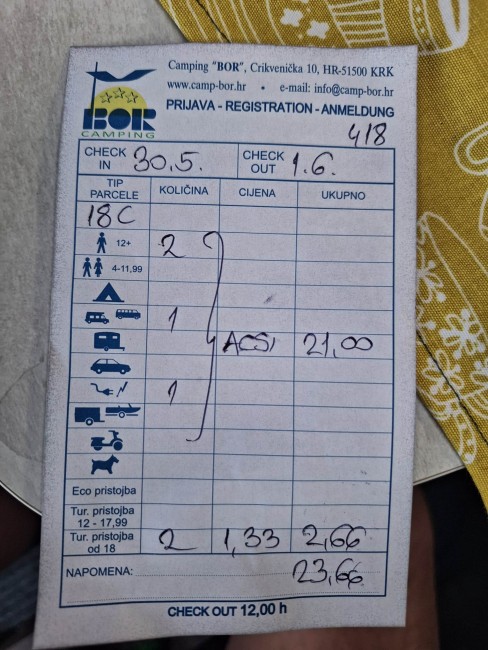 Camping "BOR", Crikvenička 10, HR-51500 KRK
www.camp-bor.hr • e-mail: info@camp-bor.hr
PRIJAVA - REGISTRATION - ANMELDUNG
BOR
CAMPING
418
CHECK IN 30.5. CHECK OUT 1.6.
TIP PARCELE KOLIČINA CIJENA UKUPNO
18C
12+ 2
4-11,99
1
ACSI 21,00
1
Eco pristojba
Tur. pristojba
12 - 17,99
Tur. pristojba
od 18 2 1,33 2,66
NAPOMENA: 23,66
CHECK OUT 12,00 h